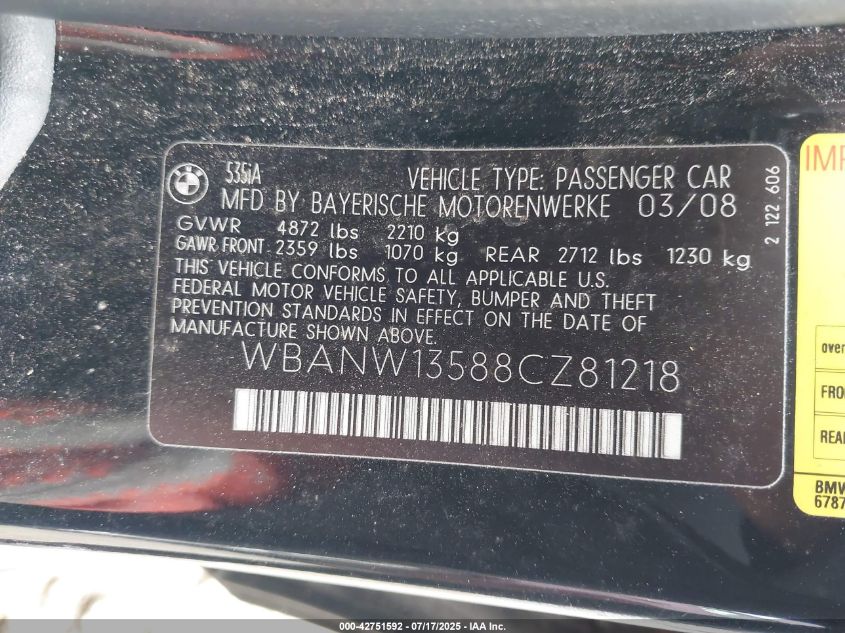 BMW
535iA
VEHICLE TYPE: PASSENGER CAR
MFD BY BAYERISCHE MOTORENWERKE 03/08
GVWR 4872 lbs 2210 kg
GAWR FRONT 2359 lbs 1070 kg REAR 2712 lbs 1230 kg
THIS VEHICLE CONFORMS TO ALL APPLICABLE U.S.
FEDERAL MOTOR VEHICLE SAFETY, BUMPER AND THEFT
PREVENTION STANDARDS IN EFFECT ON THE DATE OF
MANUFACTURE SHOWN ABOVE.
WBANW13588CZ81218
2 122 606
IMP
over
FRO
REA
BMW
6787
000-42751592 - 07/17/2025 - IAA Inc.